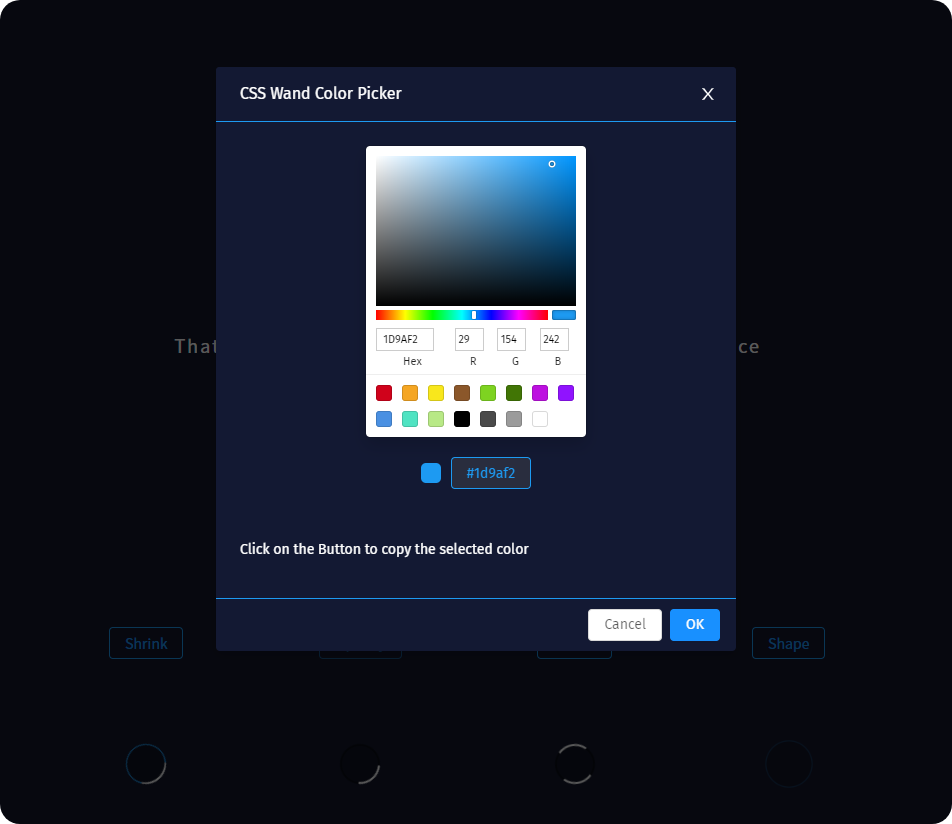 CSS Wand Color Picker
X
1D9AF2 29 154 242
Hex R G B
That
ce
#1d9af2
Click on the Button to copy the selected color
Cancel OK
Shrink Shape